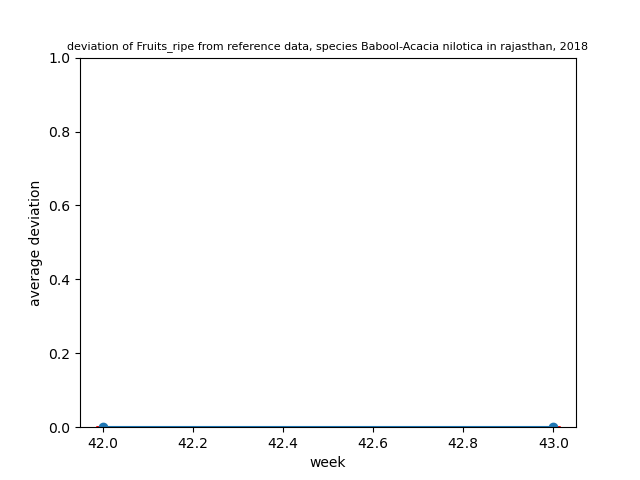 deviation of Fruits_ripe from reference data, species Babool-Acacia nilotica in rajasthan, 2018
1.0
0.8
0.6
0.4
0.2
0.0
average deviation
42.0 42.2 42.4 42.6 42.8 43.0
week